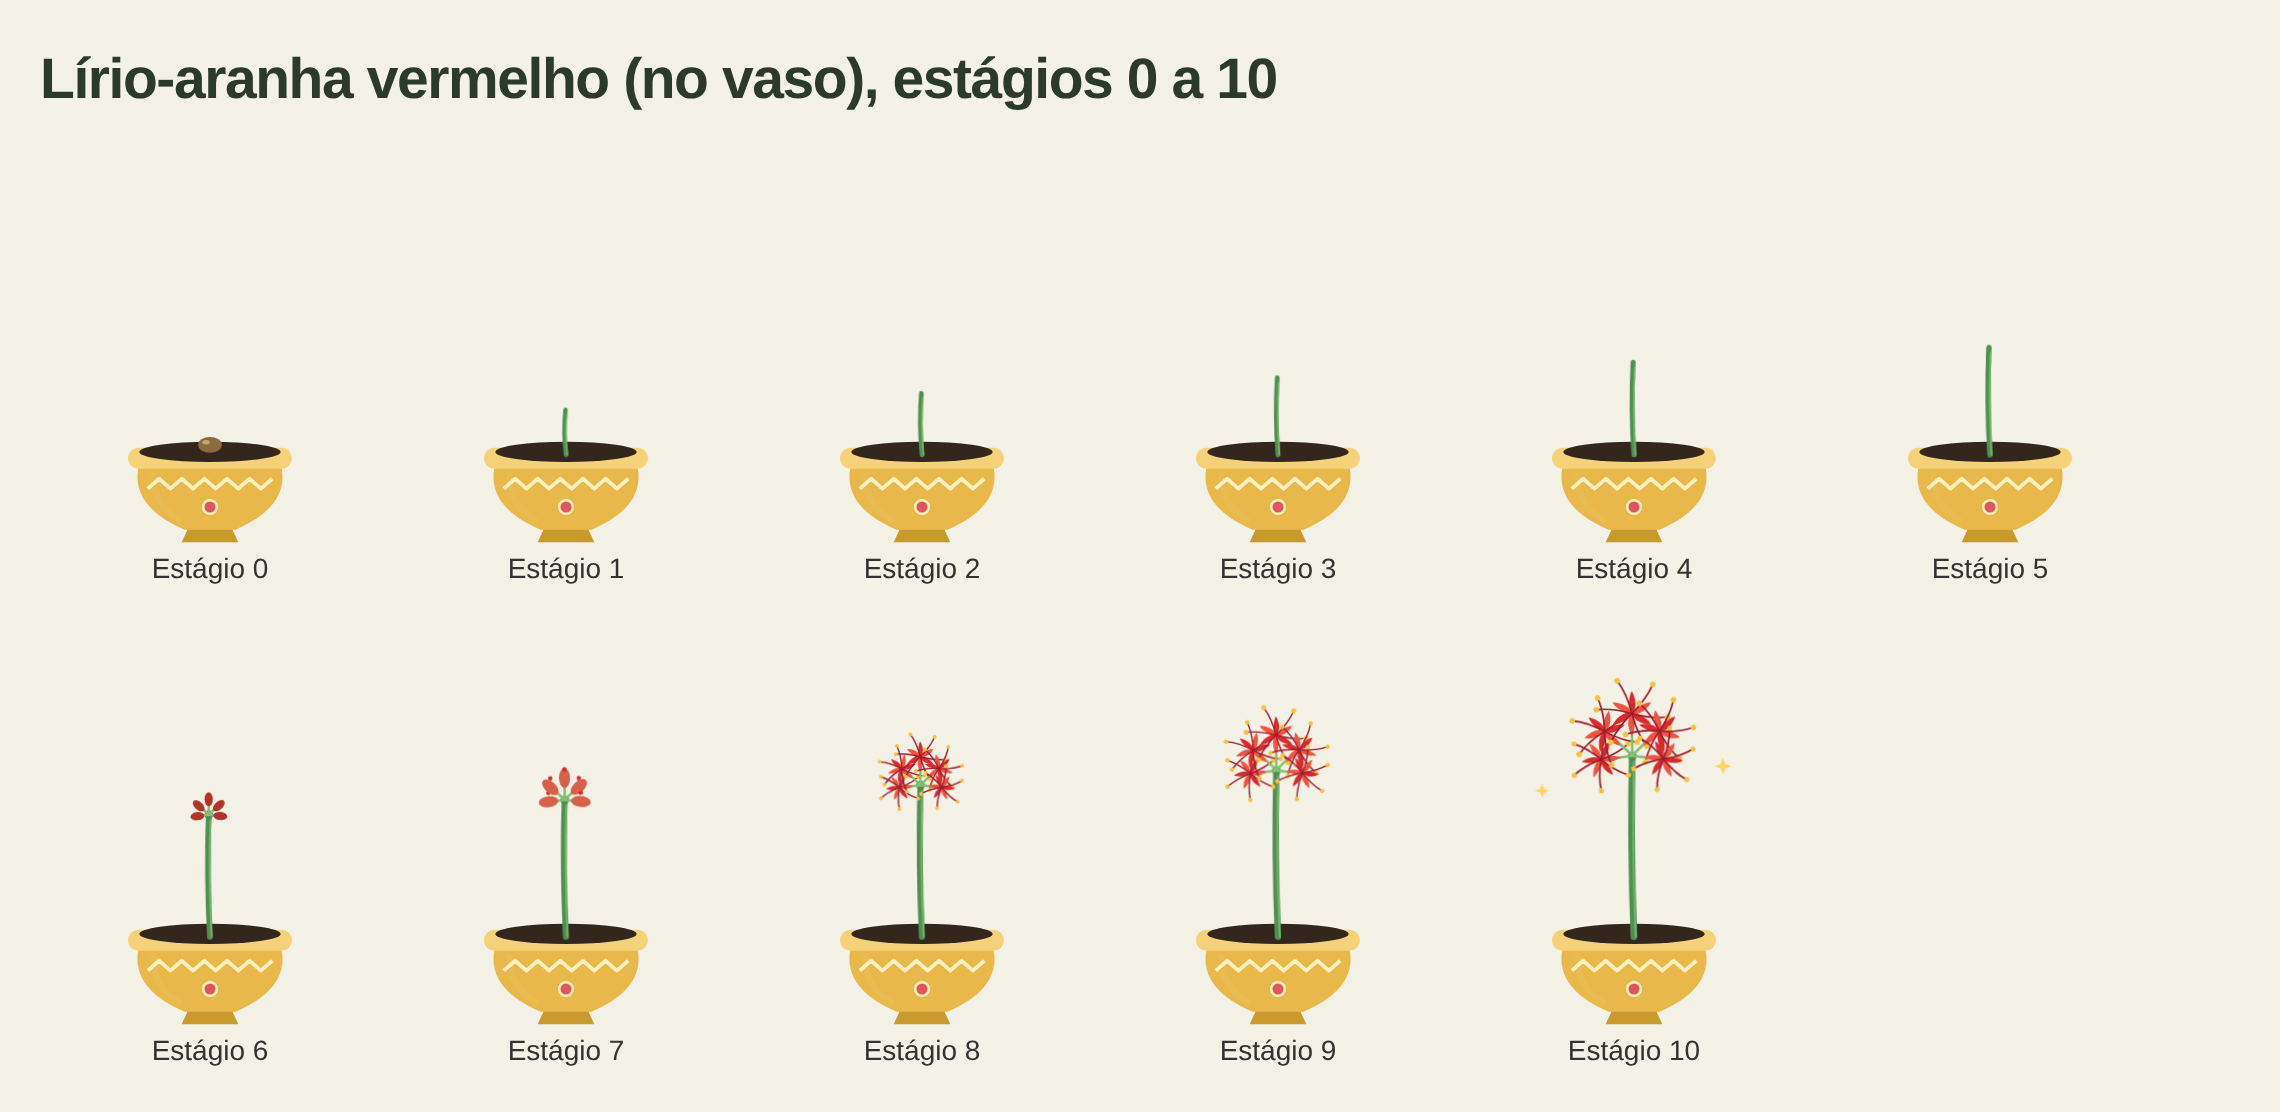 Lírio-aranha vermelho (no vaso), estágios 0 a 10
Estágio 0
Estágio 1
Estágio 2
Estágio 3
Estágio 4
Estágio 5
Estágio 6
Estágio 7
Estágio 8
Estágio 9
Estágio 10